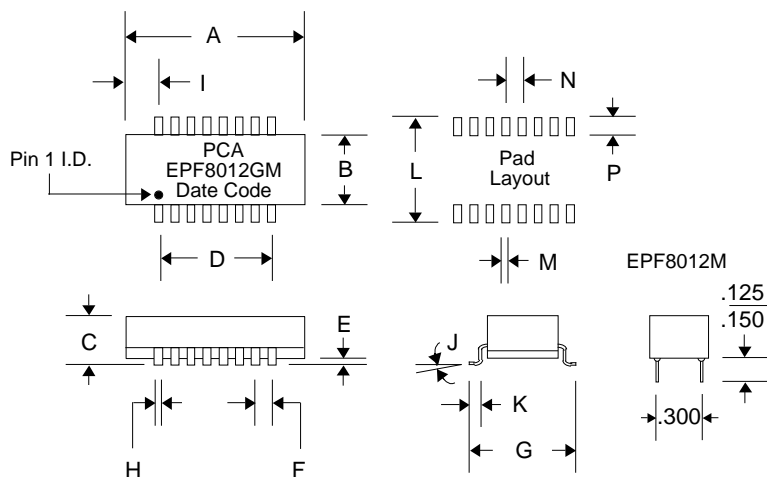 A
I
N
PCA
EPF8012GM
Date Code
Pin 1 I.D.
B
L
Pad
Layout
P
D
M
EPF8012M
.125
.150
C
E
J
K
.300
G
H
F